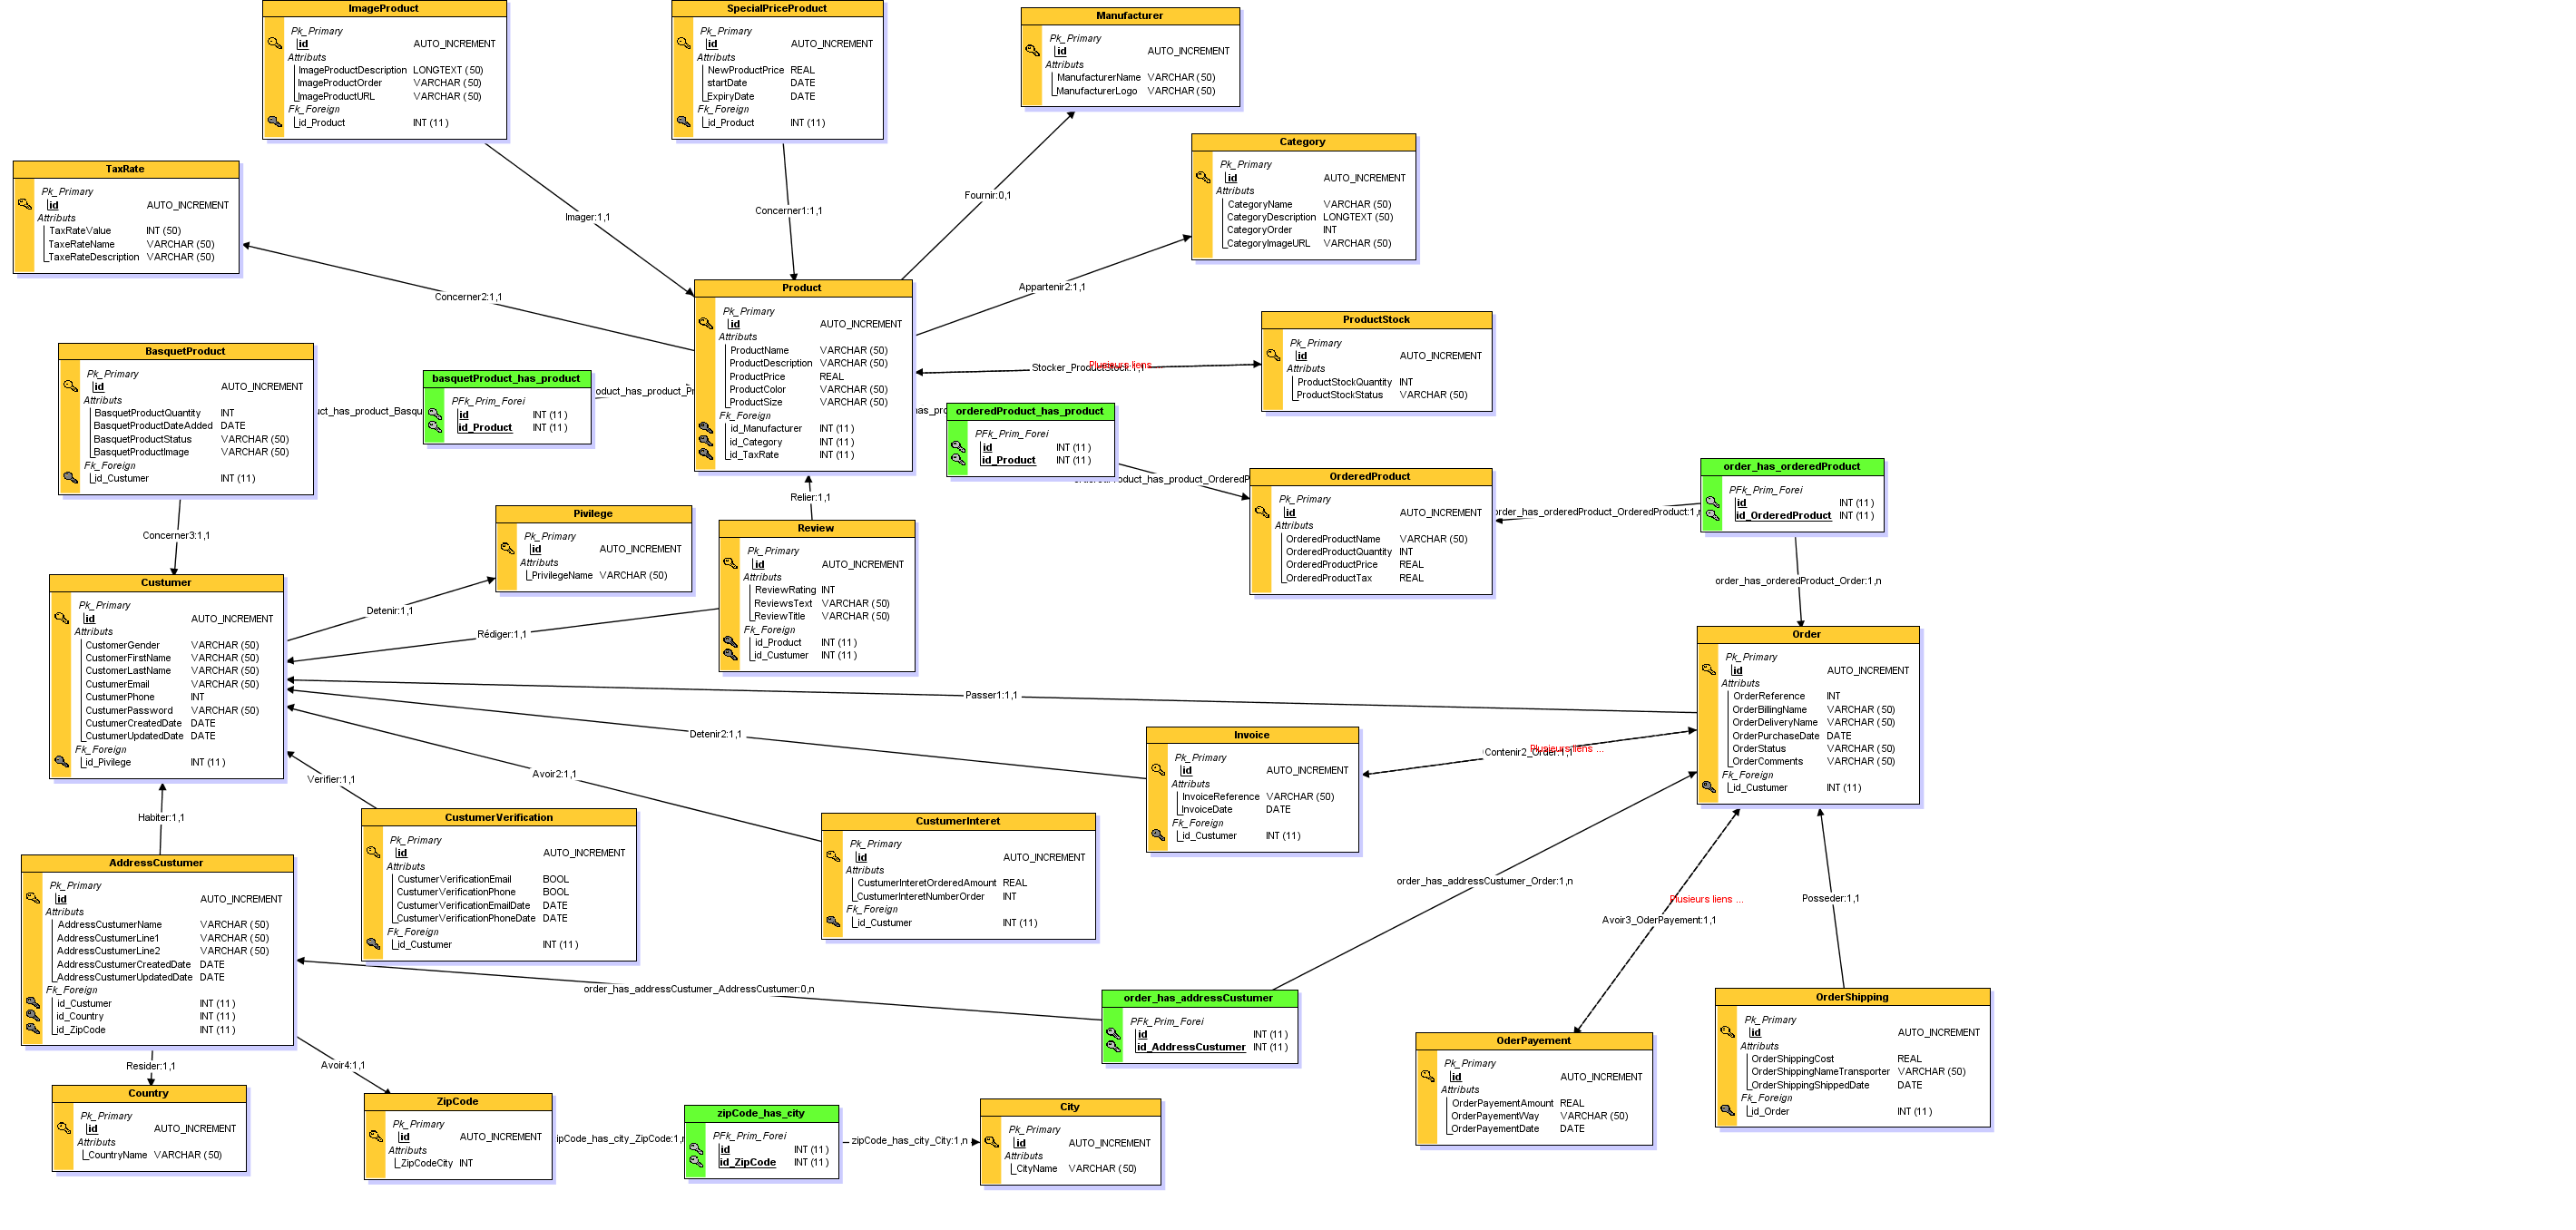 ImageProduct
Pk_Primary
id AUTO_INCREMENT
Attributs
ImageProductDescription LONGTEXT (50)
ImageProductOrder VARCHAR (50)
ImageProductURL VARCHAR (50)
Fk_Foreign
id_Product INT (11)
SpecialPriceProduct
Pk_Primary
id AUTO_INCREMENT
Attributs
NewProductPrice REAL
startDate DATE
ExpiryDate DATE
Fk_Foreign
id_Product INT (11)
Manufacturer
Pk_Primary
id AUTO_INCREMENT
Attributs
ManufacturerName VARCHAR (50)
ManufacturerLogo VARCHAR (50)
Category
Pk_Primary
id AUTO_INCREMENT
Attributs
CategoryName VARCHAR (50)
CategoryDescription LONGTEXT (50)
CategoryOrder INT
CategoryImageURL VARCHAR (50)
TaxRate
Pk_Primary
id AUTO_INCREMENT
Attributs
TaxRateValue INT (50)
TaxeRateName VARCHAR (50)
TaxeRateDescription VARCHAR (50)
Imager:1,1
Concerner1:1,1
Fournir:0,1
Concerner2:1,1
Appartenir2:1,1
Product
Pk_Primary
id AUTO_INCREMENT
Attributs
ProductName VARCHAR (50)
ProductDescription VARCHAR (50)
ProductPrice REAL
ProductColor VARCHAR (50)
ProductSize VARCHAR (50)
Fk_Foreign
id_Manufacturer INT (11)
id_Category INT (11)
id_TaxRate INT (11)
ProductStock
Pk_Primary
id AUTO_INCREMENT
Attributs
ProductStockQuantity INT
ProductStockStatus VARCHAR (50)
Stocker_ProductStock:1,1
Plusieurs liens ...
BasquetProduct
Pk_Primary
id AUTO_INCREMENT
Attributs
BasquetProductQuantity INT
BasquetProductDateAdded DATE
BasquetProductStatus VARCHAR (50)
BasquetProductImage VARCHAR (50)
Fk_Foreign
id_Custumer INT (11)
uct_has_product_Basqu
basquetProduct_has_product
PFk_Prim_Forei
id INT (11)
id_Product INT (11)
oduct_has_product_Pr
as_pro
orderedProduct_has_product
PFk_Prim_Forei
id INT (11)
id_Product INT (11)
Product_has_product_OrderedP
OrderedProduct
Pk_Primary
id AUTO_INCREMENT
Attributs
OrderedProductName VARCHAR (50)
OrderedProductQuantity INT
OrderedProductPrice REAL
OrderedProductTax REAL
order_has_orderedProduct_OrderedProduct:1,
order_has_orderedProduct
PFk_Prim_Forei
id INT (11)
id_OrderedProduct INT (11)
order_has_orderedProduct_Order:1,n
Relier:1,1
Concerner3:1,1
Pivilege
Pk_Primary
id AUTO_INCREMENT
Attributs
PrivilegeName VARCHAR (50)
Review
Pk_Primary
id AUTO_INCREMENT
Attributs
ReviewRating INT
ReviewsText VARCHAR (50)
ReviewTitle VARCHAR (50)
Fk_Foreign
id_Product INT (11)
id_Custumer INT (11)
Detenir:1,1
Rédiger:1,1
Custumer
Pk_Primary
id AUTO_INCREMENT
Attributs
CustomerGender VARCHAR (50)
CustomerFirstName VARCHAR (50)
CustomerLastName VARCHAR (50)
CustumerEmail VARCHAR (50)
CustumerPhone INT
CustumerPassword VARCHAR (50)
CustumerCreatedDate DATE
CustumerUpdatedDate DATE
Fk_Foreign
id_Pivilege INT (11)
Passer1:1,1
Detenir2:1,1
Avoir2:1,1
Verifier:1,1
Habiter:1,1
Order
Pk_Primary
id AUTO_INCREMENT
Attributs
OrderReference INT
OrderBillingName VARCHAR (50)
OrderDeliveryName VARCHAR (50)
OrderPurchaseDate DATE
OrderStatus VARCHAR (50)
OrderComments VARCHAR (50)
Fk_Foreign
id_Custumer INT (11)
Invoice
Pk_Primary
id AUTO_INCREMENT
Attributs
InvoiceReference VARCHAR (50)
InvoiceDate DATE
Fk_Foreign
id_Custumer INT (11)
Contenir2_Order:1,1
Plusieurs liens ...
CustumerVerification
Pk_Primary
id AUTO_INCREMENT
Attributs
CustumerVerificationEmail BOOL
CustumerVerificationPhone BOOL
CustumerVerificationEmailDate DATE
CustumerVerificationPhoneDate DATE
Fk_Foreign
id_Custumer INT (11)
CustumerInteret
Pk_Primary
id AUTO_INCREMENT
Attributs
CustumerInteretOrderedAmount REAL
CustumerInteretNumberOrder INT
Fk_Foreign
id_Custumer INT (11)
AddressCustumer
Pk_Primary
id AUTO_INCREMENT
Attributs
AddressCustumerName VARCHAR (50)
AddressCustumerLine1 VARCHAR (50)
AddressCustumerLine2 VARCHAR (50)
AddressCustumerCreatedDate DATE
AddressCustumerUpdatedDate DATE
Fk_Foreign
id_Custumer INT (11)
id_Country INT (11)
id_ZipCode INT (11)
order_has_addressCustumer_Order:1,n
Plusieurs liens ...
Avoir3_OderPayement:1,1
Posseder:1,1
order_has_addressCustumer_AddressCustumer:0,n
order_has_addressCustumer
PFk_Prim_Forei
id INT (11)
id_AddressCustumer INT (11)
OrderShipping
Pk_Primary
id AUTO_INCREMENT
Attributs
OrderShippingCost REAL
OrderShippingNameTransporter VARCHAR (50)
OrderShippingShippedDate DATE
Fk_Foreign
id_Order INT (11)
OderPayement
Pk_Primary
id AUTO_INCREMENT
Attributs
OrderPayementAmount REAL
OrderPayementWay VARCHAR (50)
OrderPayementDate DATE
Resider:1,1
Avoir4:1,1
Country
Pk_Primary
id AUTO_INCREMENT
Attributs
CountryName VARCHAR (50)
ZipCode
Pk_Primary
id AUTO_INCREMENT
Attributs
ZipCodeCity INT
ipCode_has_city_ZipCode:1,n
zipCode_has_city
PFk_Prim_Forei
id INT (11)
id_ZipCode INT (11)
zipCode_has_city_City:1,n
City
Pk_Primary
id AUTO_INCREMENT
Attributs
CityName VARCHAR (50)